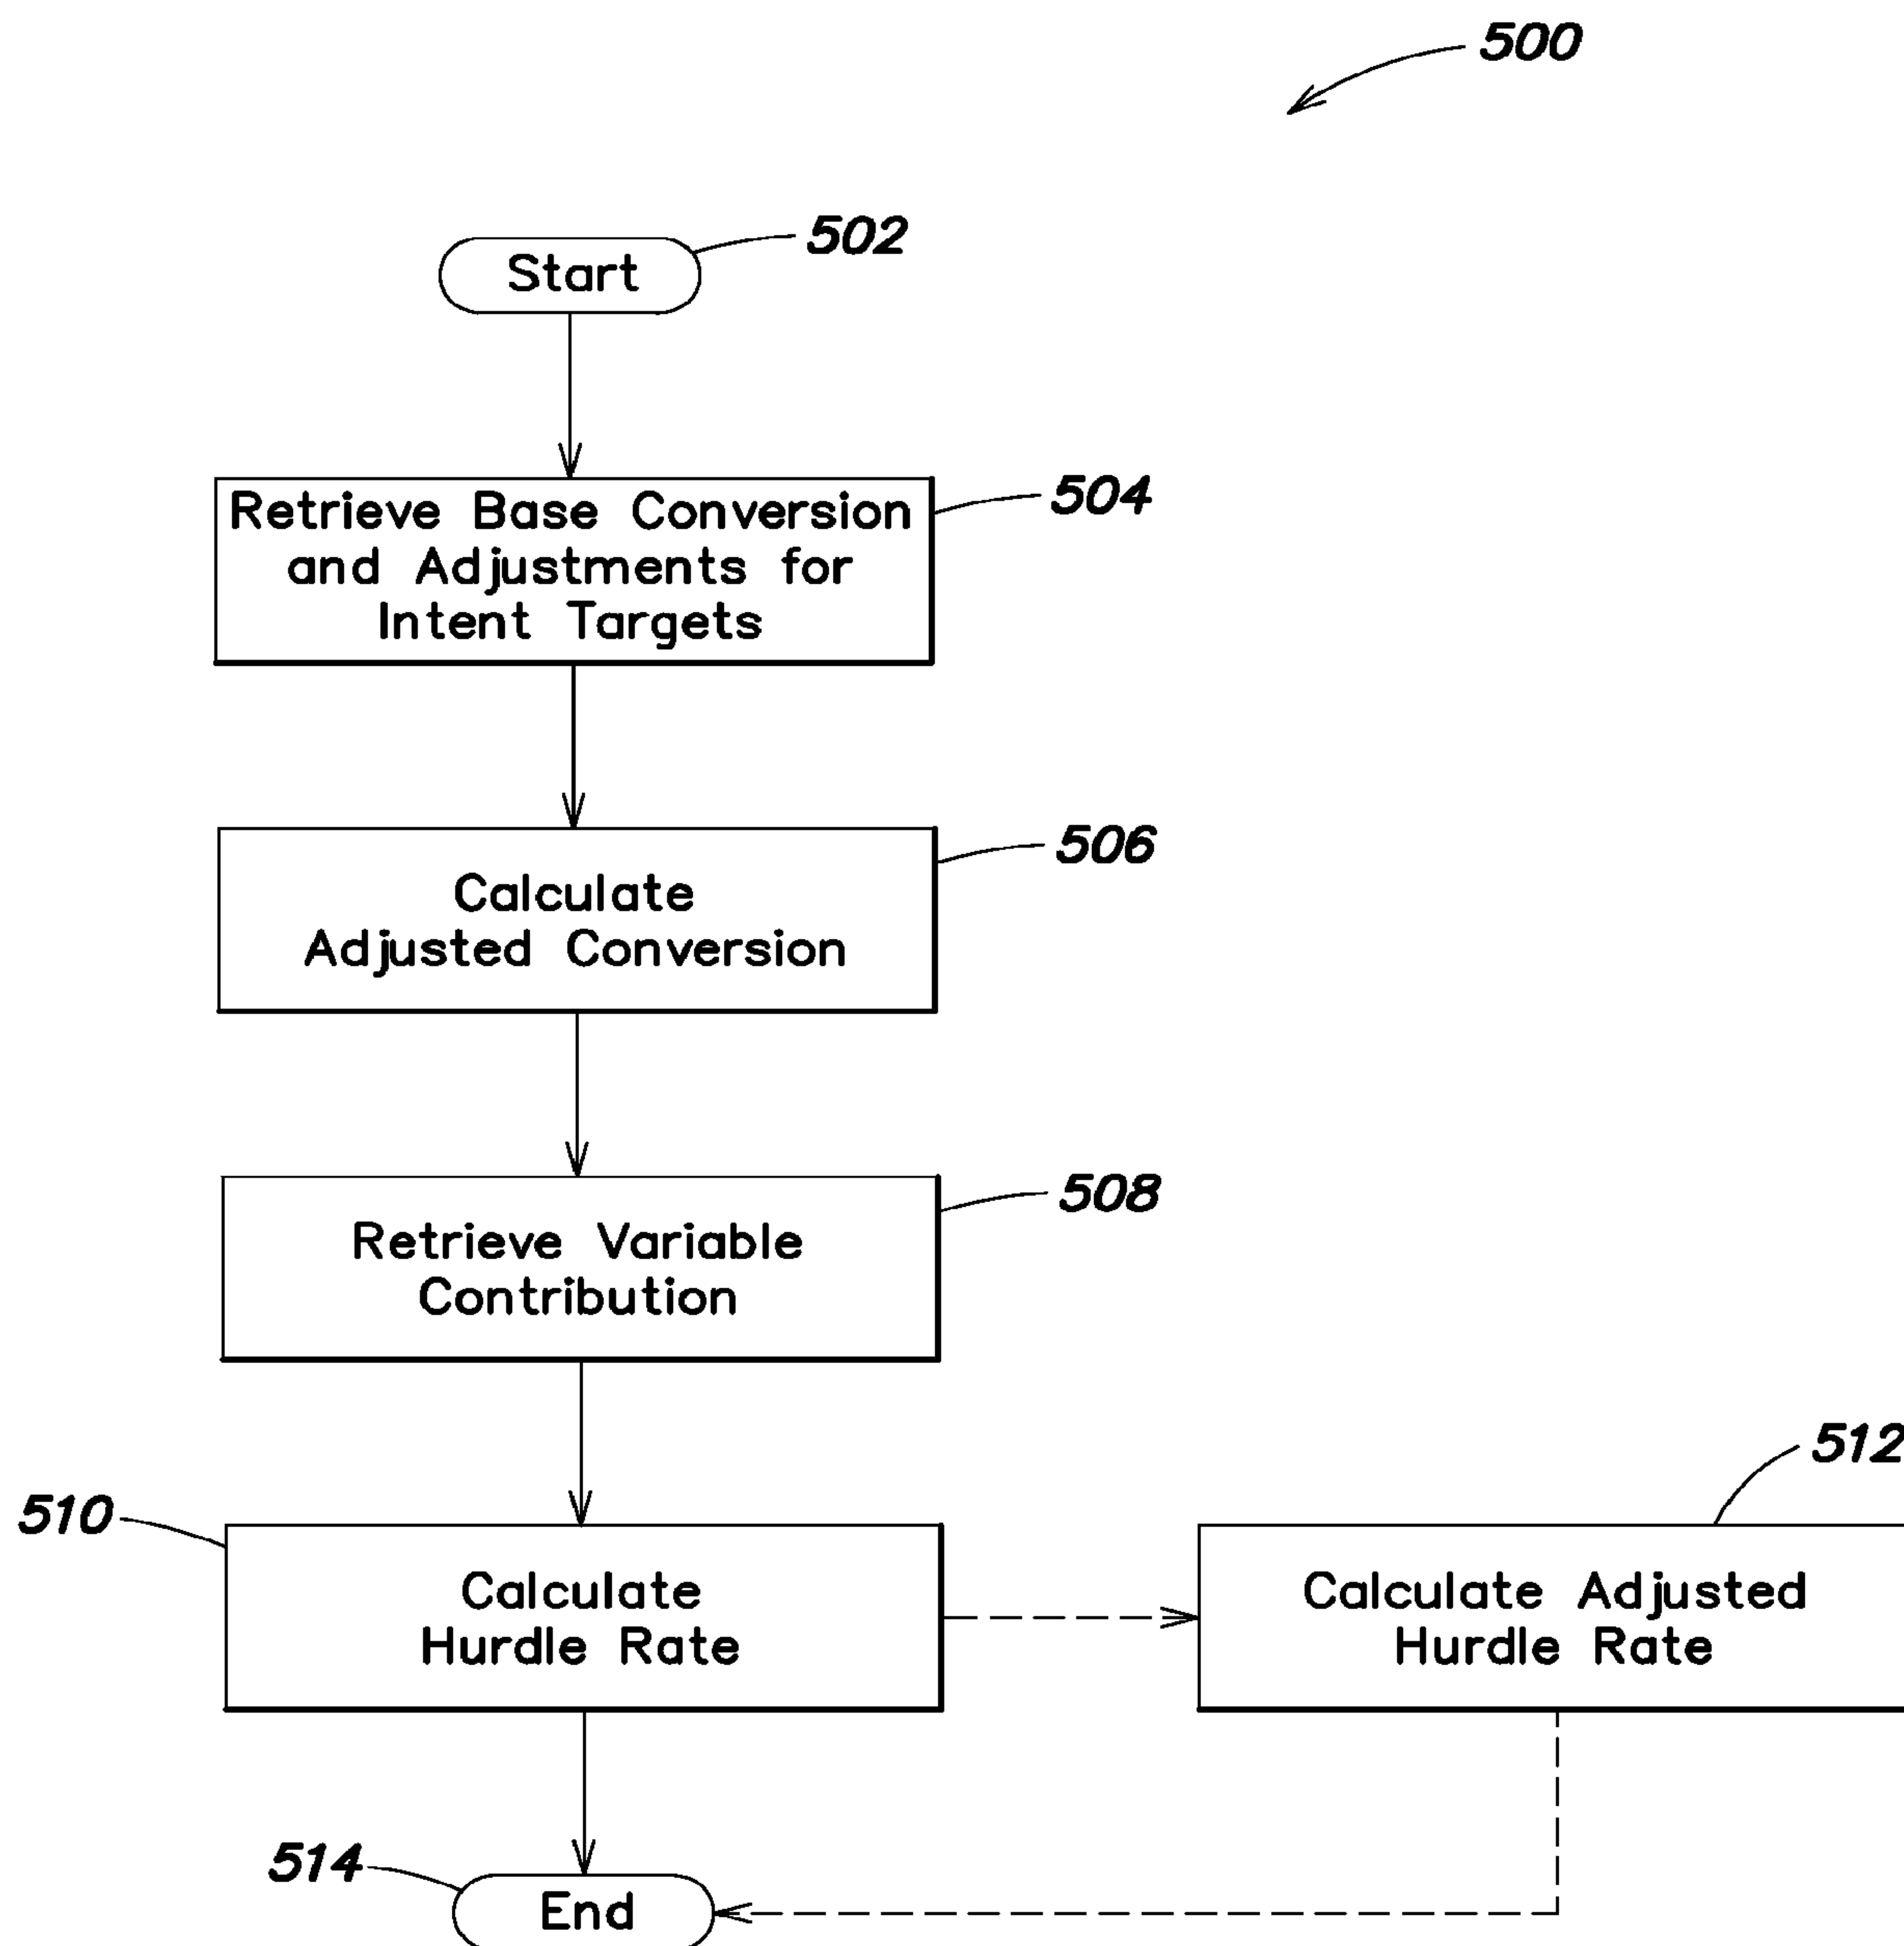 500
502
Start
504
Retrieve Base Conversion
and Adjustments for
Intent Targets
506
Calculate
Adjusted Conversion
508
Retrieve Variable
Contribution
510
Calculate
Hurdle Rate
512
Calculate Adjusted
Hurdle Rate
514
End